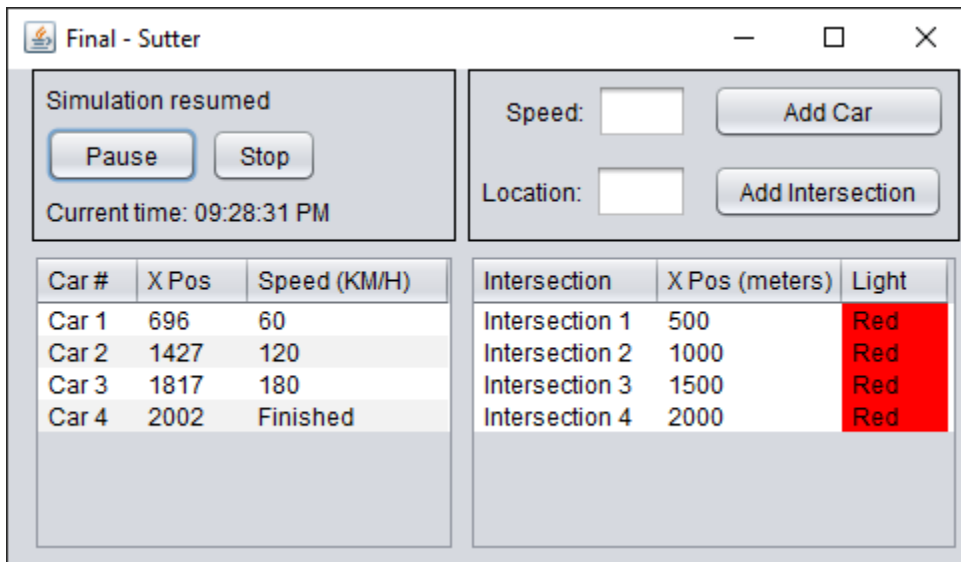 Final - Sutter
Simulation resumed
Pause Stop
Current time: 09:28:31 PM
Speed: Add Car
Location: Add Intersection
Car # X Pos Speed (KM/H)
Car 1 696 60
Car 2 1427 120
Car 3 1817 180
Car 4 2002 Finished
Intersection X Pos (meters) Light
Intersection 1 500 Red
Intersection 2 1000 Red
Intersection 3 1500 Red
Intersection 4 2000 Red